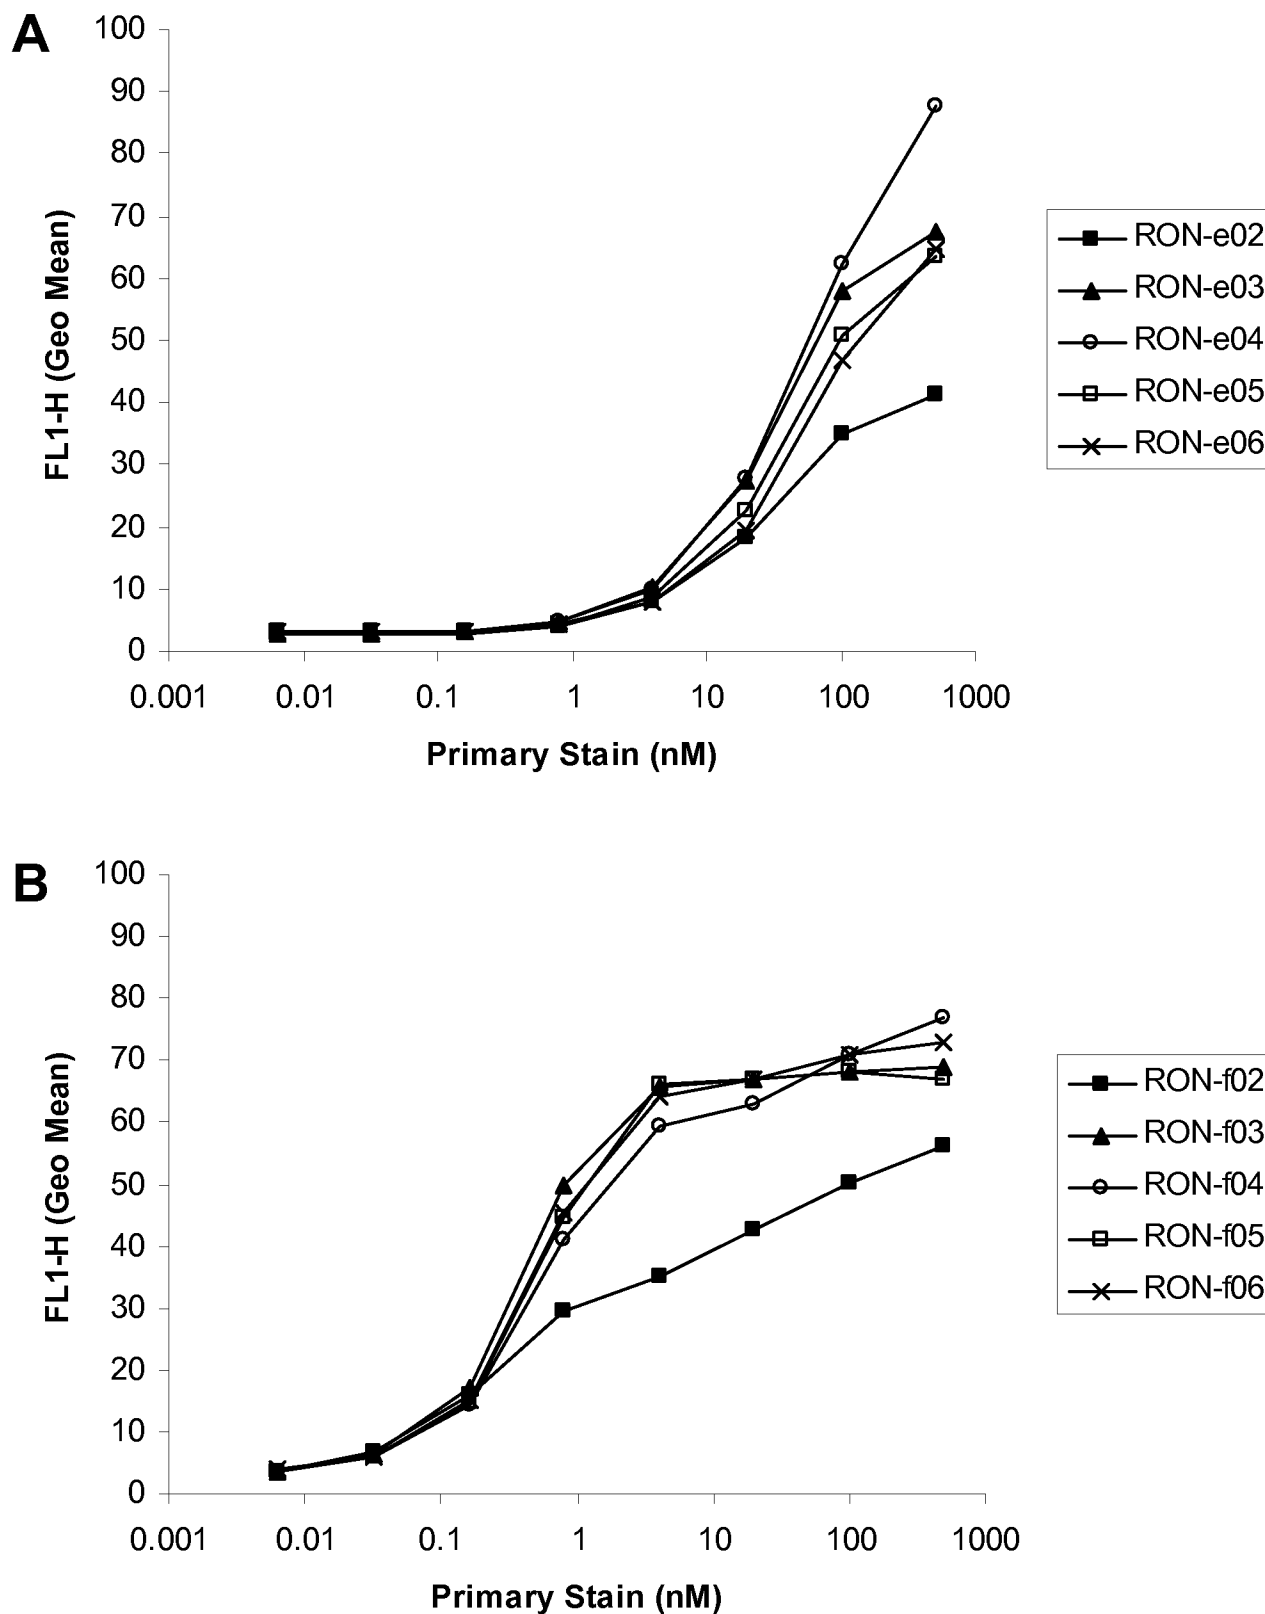 A
100
90
80
70
60
50
40
30
20
10
0
FL1-H (Geo Mean)
0.001 0.01 0.1 1 10 100 1000
Primary Stain (nM)
RON-e02
RON-e03
RON-e04
RON-e05
RON-e06
B
100
90
80
70
60
50
40
30
20
10
0
FL1-H (Geo Mean)
0.001 0.01 0.1 1 10 100 1000
Primary Stain (nM)
RON-f02
RON-f03
RON-f04
RON-f05
RON-f06